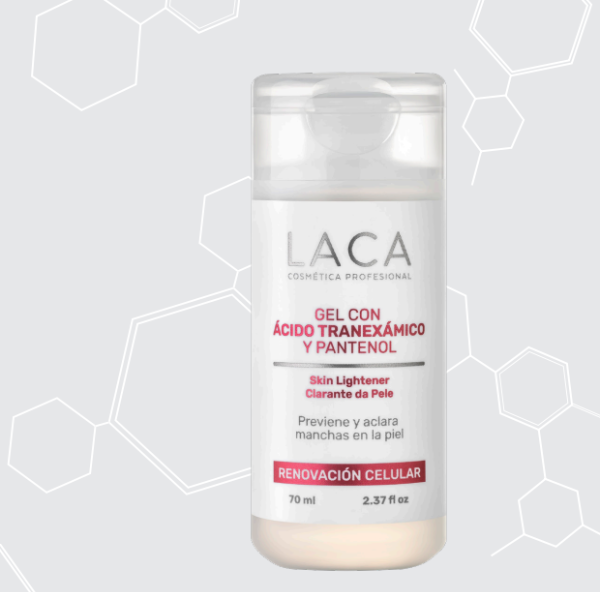 LACA
COSMÉTICA PROFESIONAL
GEL CON
ÁCIDO TRANEXÁMICO
Y PANTENOL
Skin Lightener
Clarante da Pele
Previene y aclara
manchas en la piel
RENOVACIÓN CELULAR
70 ml 2.37 fl oz